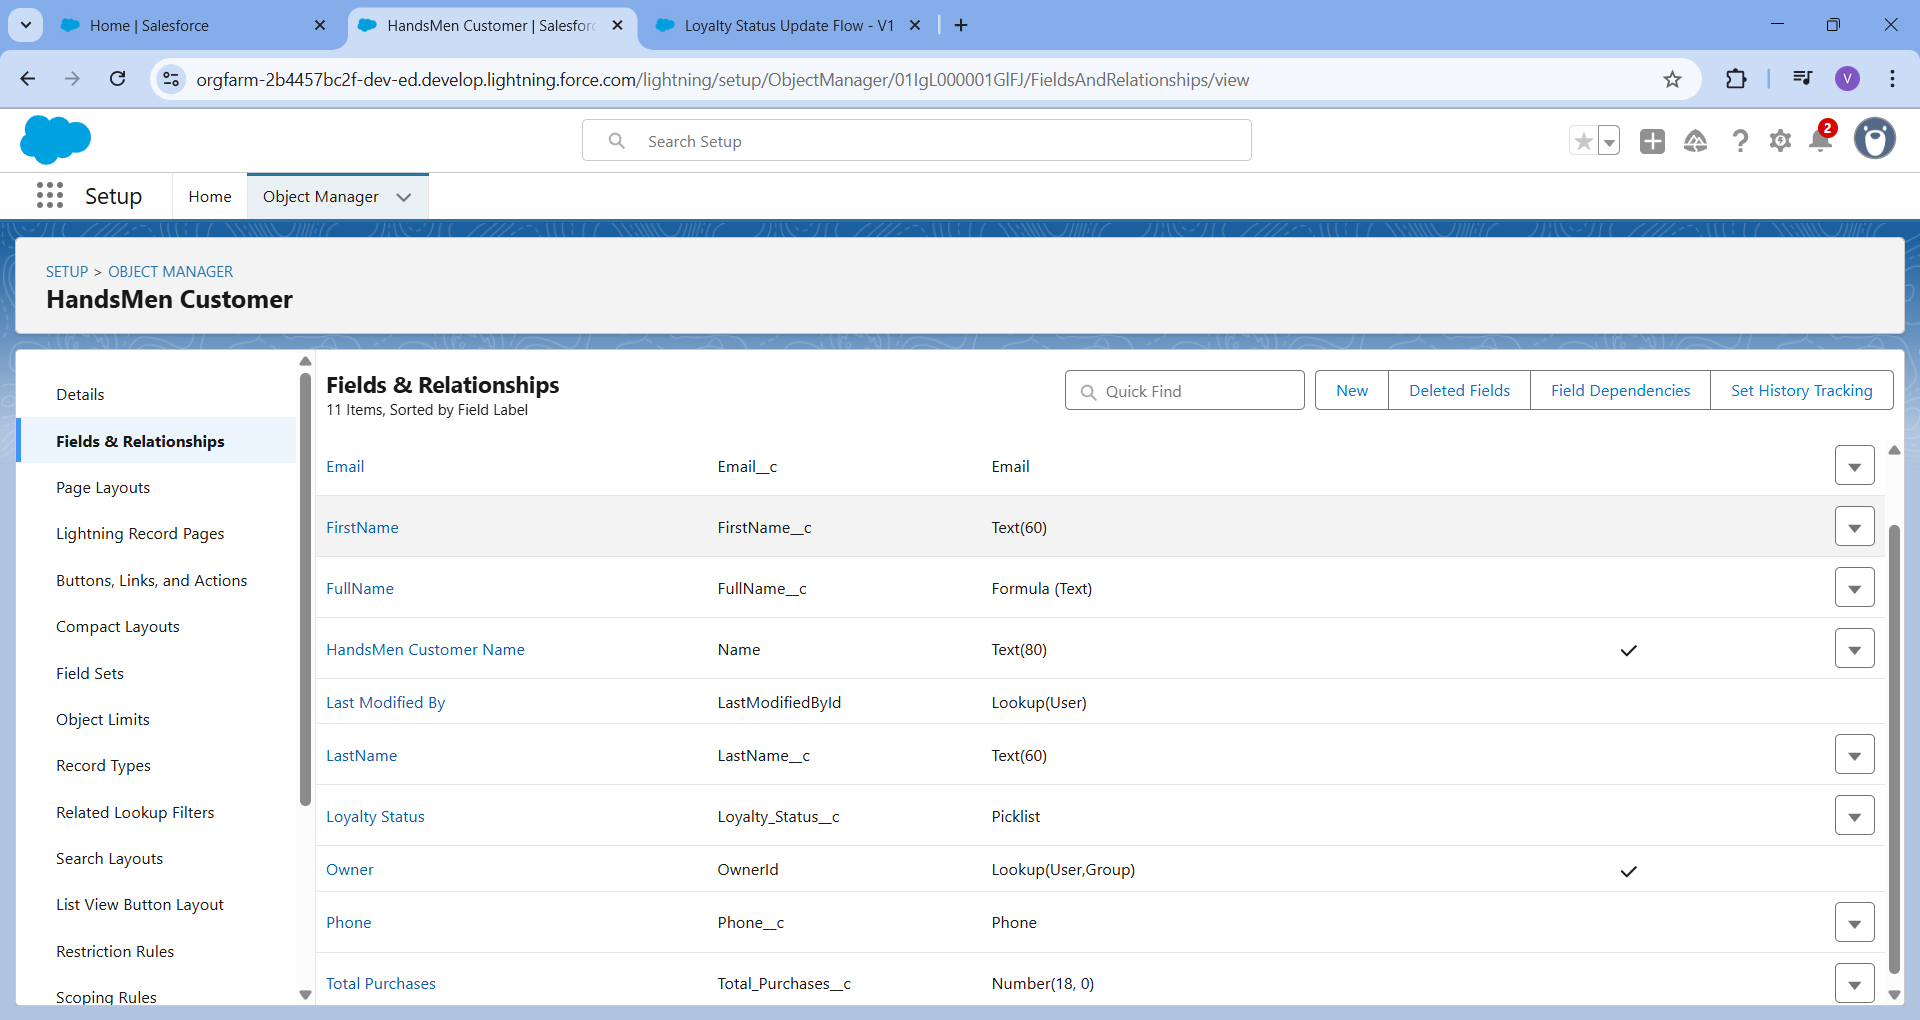 Home | Salesforce
HandsMen Customer | Salesforc
Loyalty Status Update Flow - V1
orgfarm-2b4457bc2f-dev-ed.develop.lightning.force.com/lightning/setup/ObjectManager/01IgL000001GlFJ/FieldsAndRelationships/view
V
Search Setup
2
Setup
Home
Object Manager
SETUP > OBJECT MANAGER
HandsMen Customer
Details
Fields & Relationships
Page Layouts
Lightning Record Pages
Buttons, Links, and Actions
Compact Layouts
Field Sets
Object Limits
Record Types
Related Lookup Filters
Search Layouts
List View Button Layout
Restriction Rules
Scoping Rules
Fields & Relationships
11 Items, Sorted by Field Label
Quick Find
New
Deleted Fields
Field Dependencies
Set History Tracking
Email Email__c Email
FirstName FirstName__c Text(60)
FullName FullName__c Formula (Text)
HandsMen Customer Name Name Text(80)
Last Modified By LastModifiedById Lookup(User)
LastName LastName__c Text(60)
Loyalty Status Loyalty_Status__c Picklist
Owner OwnerId Lookup(User,Group)
Phone Phone__c Phone
Total Purchases Total_Purchases__c Number(18, 0)